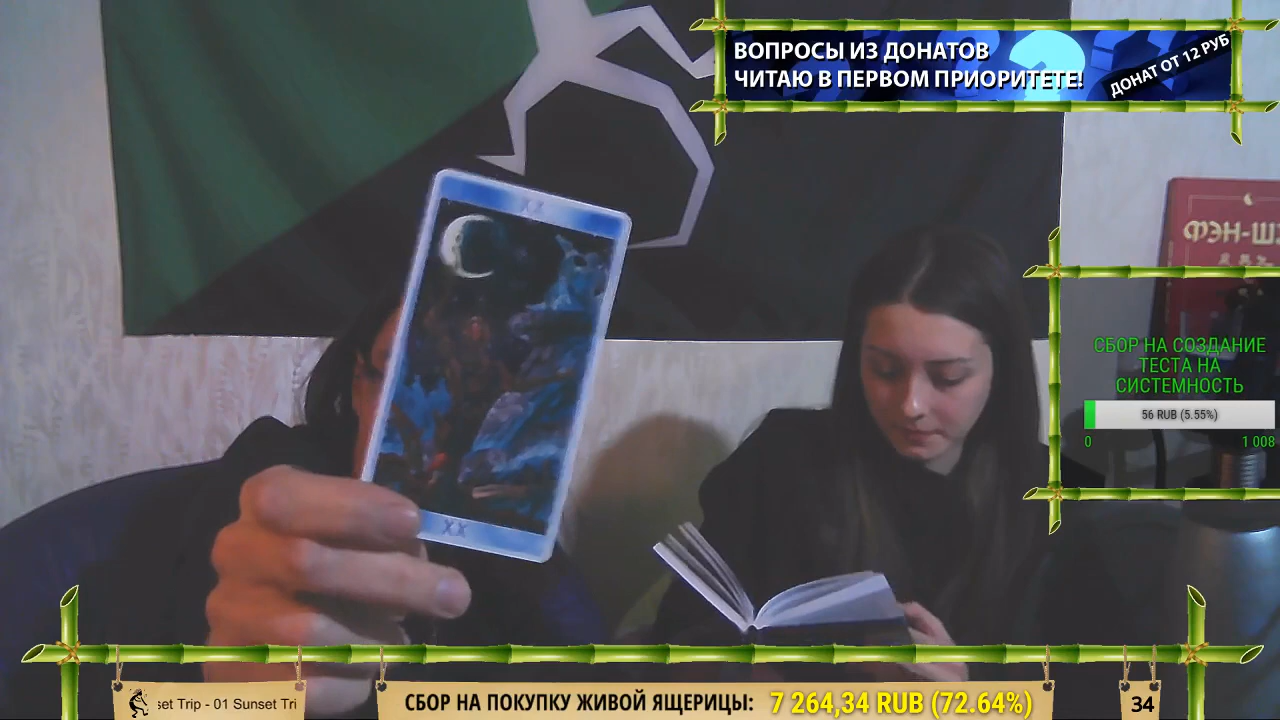 ВОПРОСЫ ИЗ ДОНАТОВ
ЧИТАЮ В ПЕРВОМ ПРИОРИТЕТЕ!
ДОНАТ ОТ 12 РУБ
XX
ФЭН-Ш
СБОР НА СОЗДАНИЕ
ТЕСТА НА
СИСТЕМНОСТЬ
56 RUB (5.55%)
0 1 008
XX
set Trip - 01 Sunset Tri
СБОР НА ПОКУПКУ ЖИВОЙ ЯЩЕРИЦЫ: 7 264,34 RUB (72.64%)
34